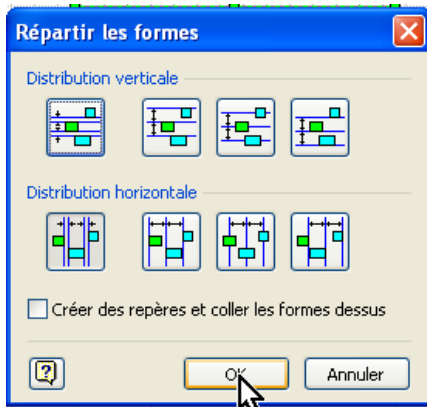 Répartir les formes
Distribution verticale
Distribution horizontale
Créer des repères et coller les formes dessus
OK
Annuler